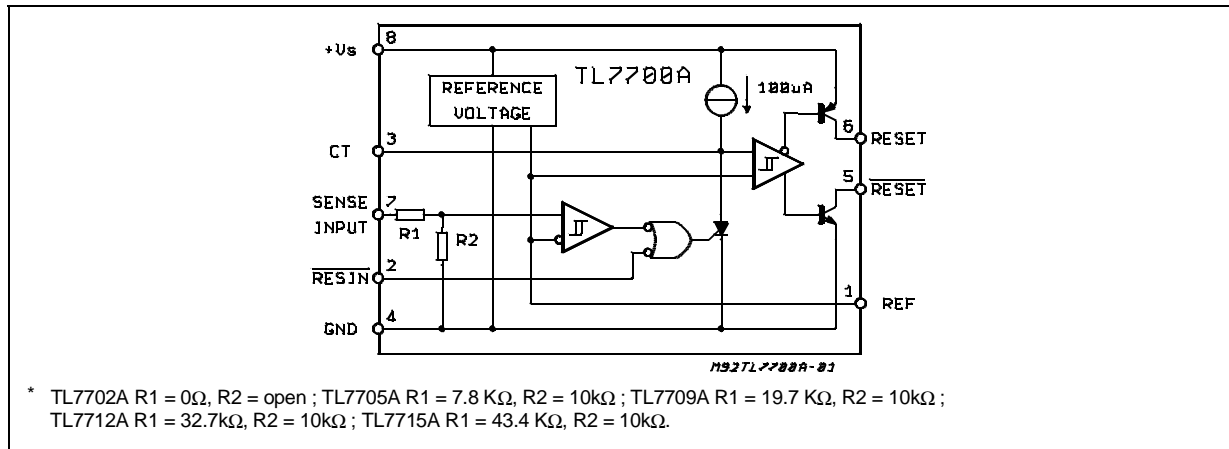 8
+Vs
TL7700A
REFERENCE
VOLTAGE
100uA
6
RESET
3
CT
5
RESET
SENSE
7
INPUT
R1
R2
2
RESIN
1
REF
4
GND
M92TL7700A-01
* TL7702A R1 = 0Ω, R2 = open ; TL7705A R1 = 7.8 KΩ, R2 = 10kΩ ; TL7709A R1 = 19.7 KΩ, R2 = 10kΩ ;
TL7712A R1 = 32.7kΩ, R2 = 10kΩ ; TL7715A R1 = 43.4 KΩ, R2 = 10kΩ.